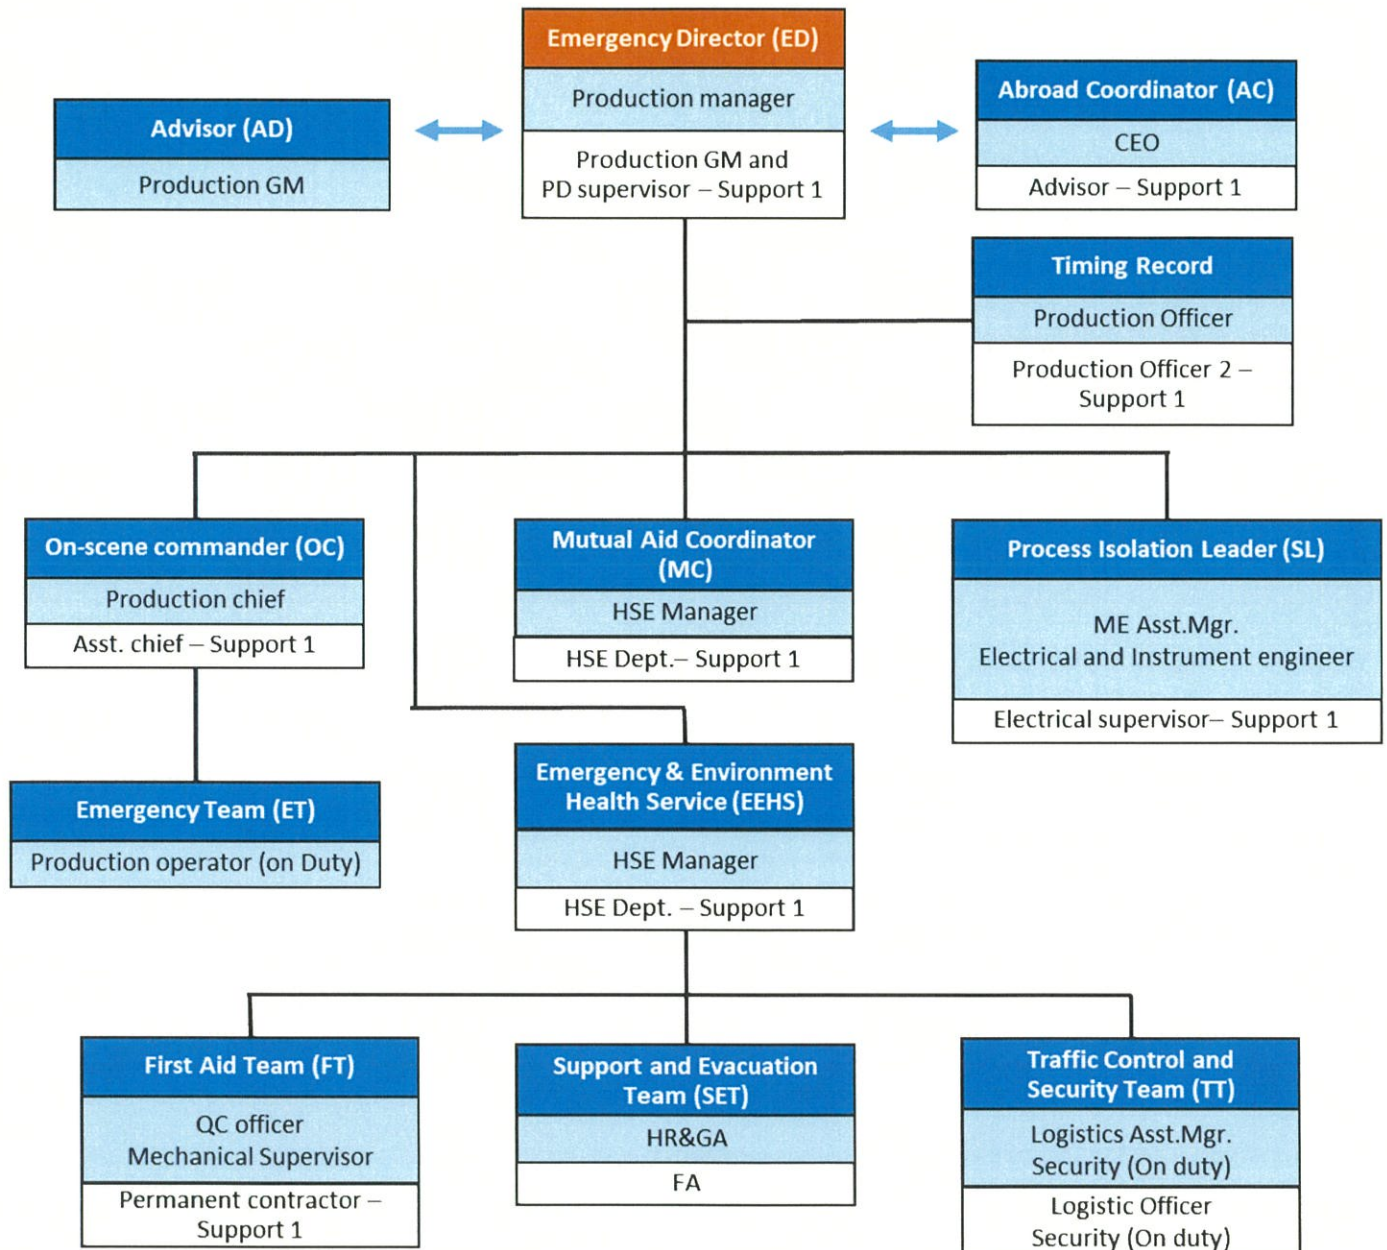 Emergency Director (ED)
Production manager
Production GM and
PD supervisor – Support 1
Advisor (AD)
Production GM
Abroad Coordinator (AC)
CEO
Advisor – Support 1
Timing Record
Production Officer
Production Officer 2 –
Support 1
On-scene commander (OC)
Production chief
Asst. chief – Support 1
Mutual Aid Coordinator
(MC)
HSE Manager
HSE Dept.– Support 1
Process Isolation Leader (SL)
ME Asst.Mgr.
Electrical and Instrument engineer
Electrical supervisor– Support 1
Emergency Team (ET)
Production operator (on Duty)
Emergency & Environment
Health Service (EEHS)
HSE Manager
HSE Dept. – Support 1
First Aid Team (FT)
QC officer
Mechanical Supervisor
Permanent contractor –
Support 1
Support and Evacuation
Team (SET)
HR&GA
FA
Traffic Control and
Security Team (TT)
Logistics Asst.Mgr.
Security (On duty)
Logistic Officer
Security (On duty)